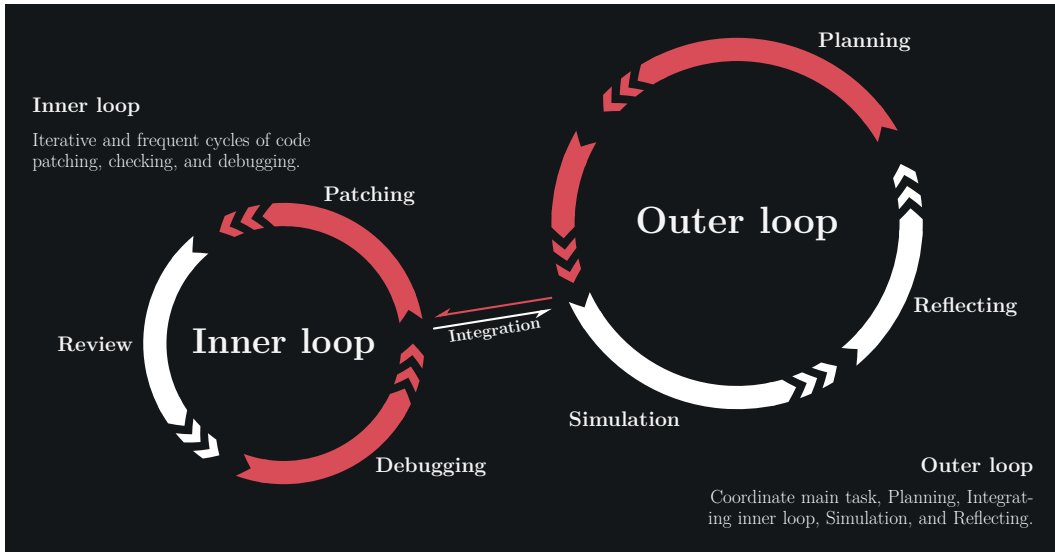 Planning
Inner loop
Iterative and frequent cycles of code
patching, checking, and debugging.
Patching
Outer loop
Reflecting
Integration
Review
Inner loop
Simulation
Debugging
Outer loop
Coordinate main task, Planning, Integrat-
ing inner loop, Simulation, and Reflecting.